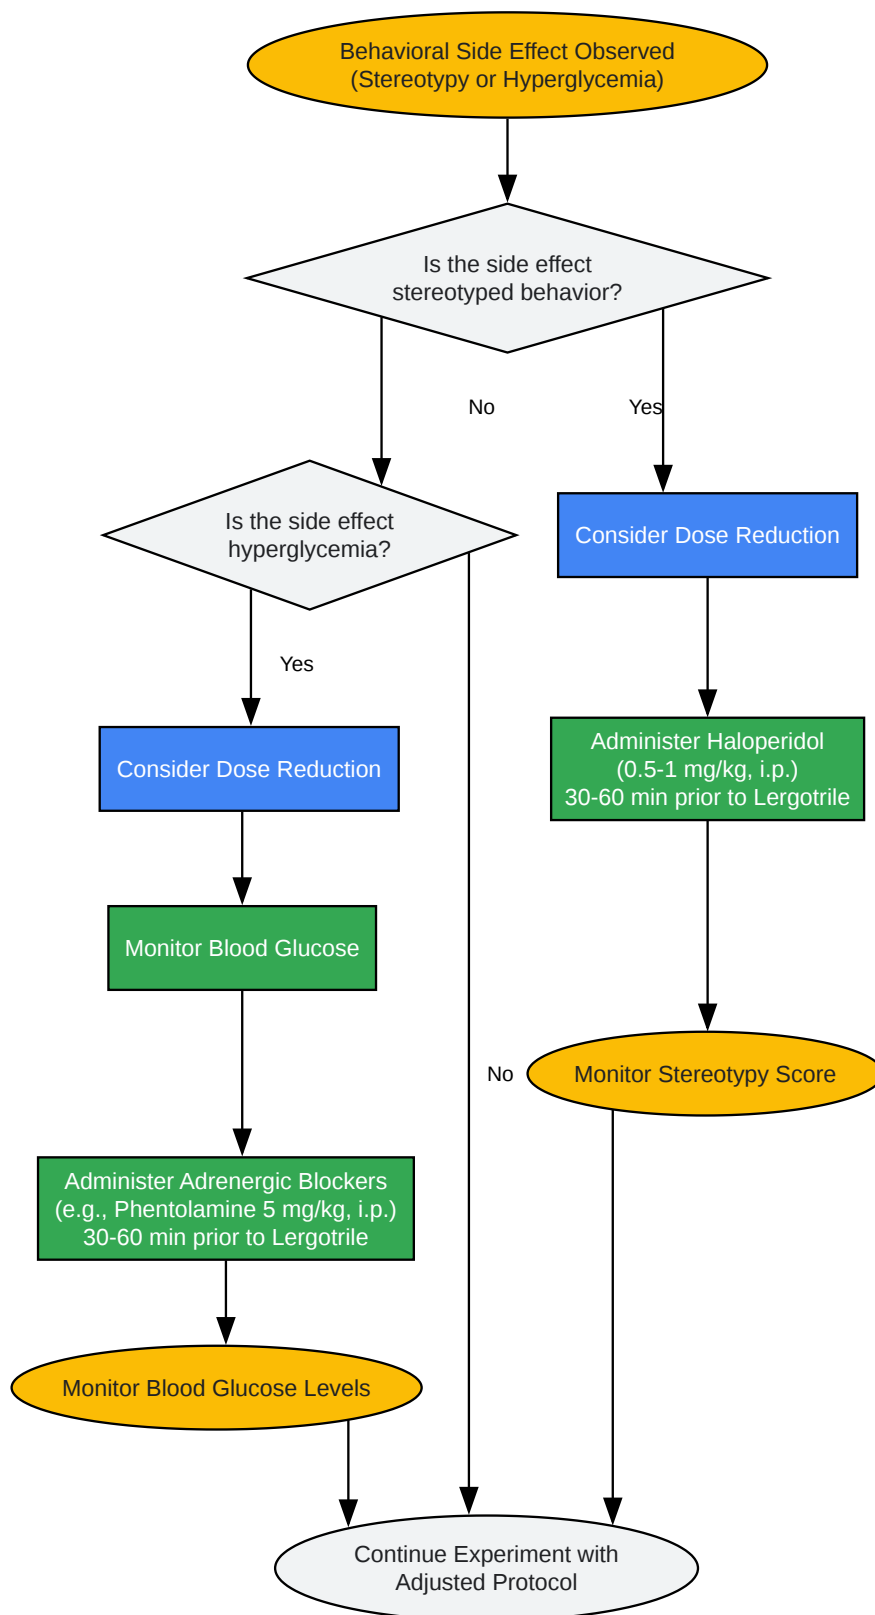 Behavioral Side Effect Observed
(Stereotypy or Hyperglycemia)
Is the side effect
stereotyped behavior?
No
Yes
Is the side effect
hyperglycemia?
Consider Dose Reduction
Yes
Consider Dose Reduction
Administer Haloperidol
(0.5-1 mg/kg, i.p.)
30-60 min prior to Lergotrile
Monitor Blood Glucose
No
Monitor Stereotypy Score
Administer Adrenergic Blockers
(e.g., Phentolamine 5 mg/kg, i.p.)
30-60 min prior to Lergotrile
Monitor Blood Glucose Levels
Continue Experiment with
Adjusted Protocol